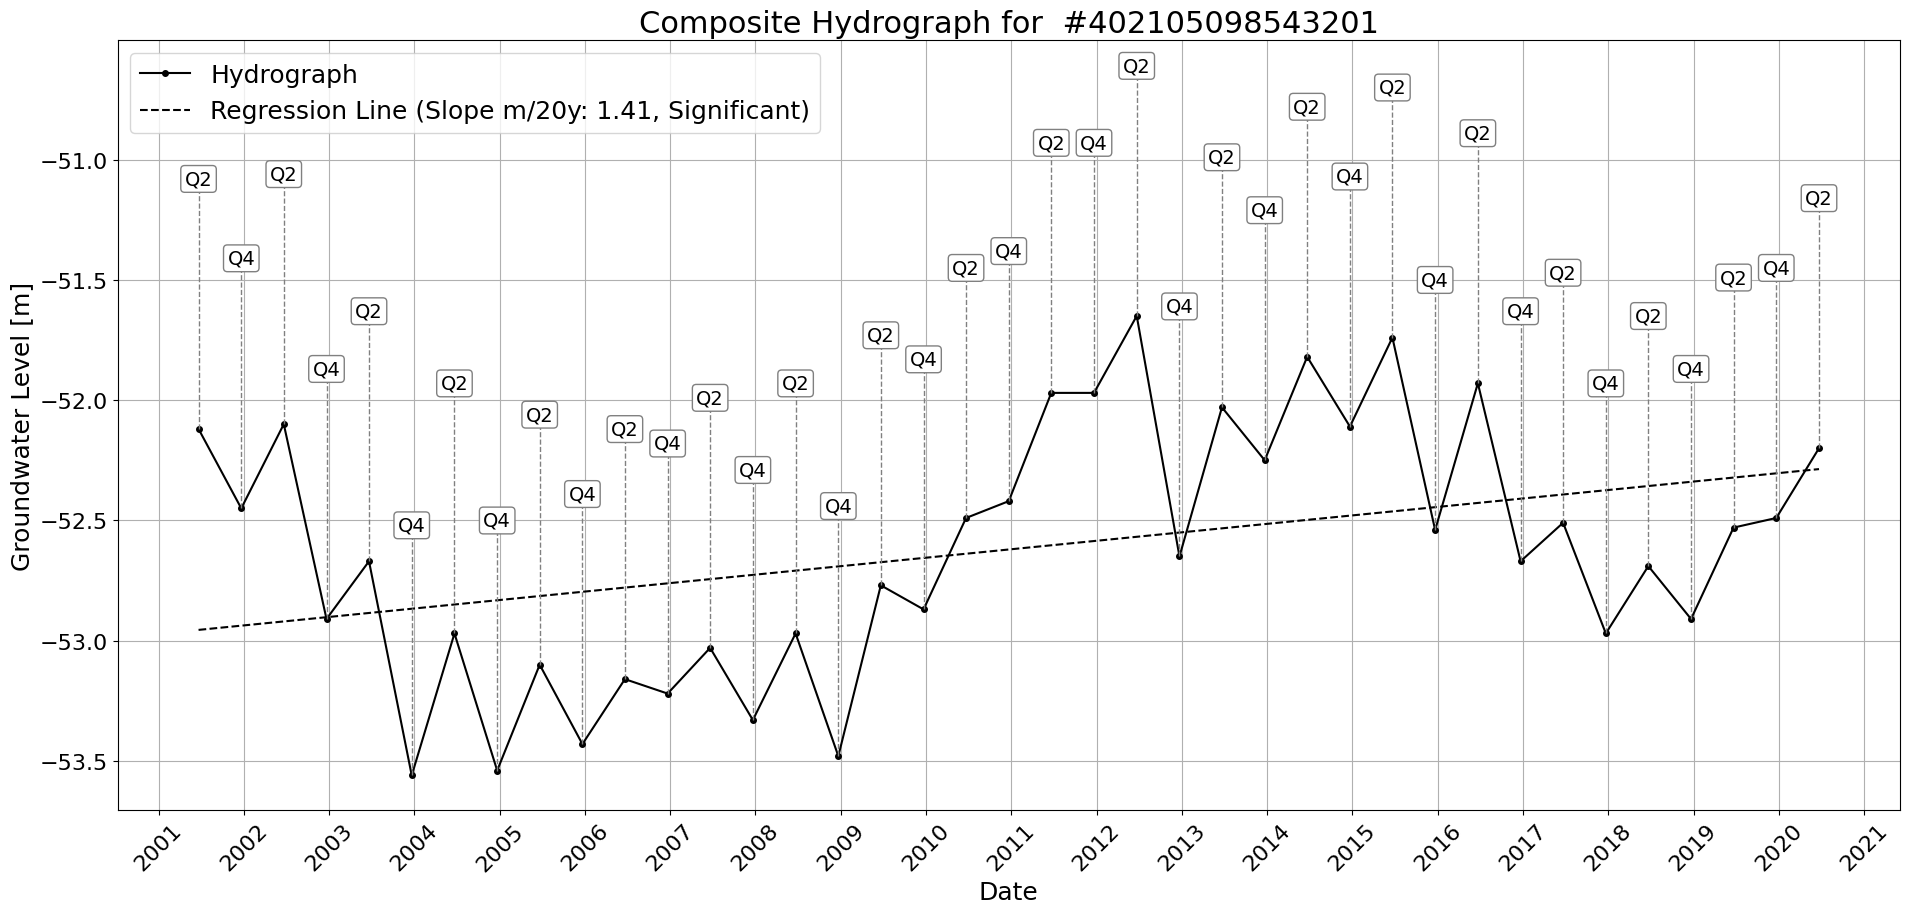 Composite Hydrograph for  #402105098543201
Hydrograph
Regression Line (Slope m/20y: 1.41, Significant)
Groundwater Level [m]
−51.0
−51.5
−52.0
−52.5
−53.0
−53.5
Q2
Q4
Q2
Q4
Q2
Q4
Q2
Q4
Q2
Q4
Q2
Q4
Q2
Q4
Q2
Q4
Q2
Q4
Q2
Q4
Q2
Q4
Q2
Q4
Q2
Q4
Q2
Q4
Q2
Q4
Q2
Q4
Q2
Q4
Q2
Q4
Q2
Q4
Q2
2001
2002
2003
2004
2005
2006
2007
2008
2009
2010
2011
2012
2013
2014
2015
2016
2017
2018
2019
2020
2021
Date